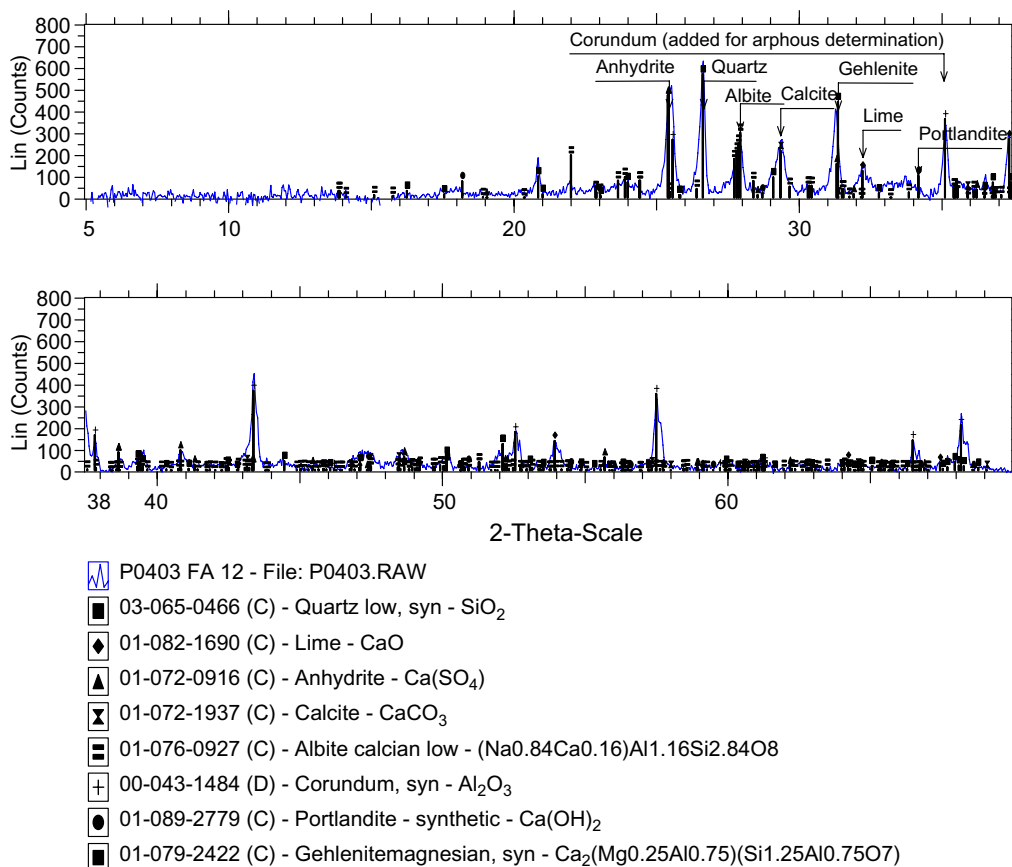 800
700
600
500
400
300
200
100
0
Lin (Counts)
Corundum (added for arphous determination)
Anhydrite
Quartz
Gehlenite
Albite
Calcite
Lime
Portlandite
5 10 20 30
800
700
600
500
400
300
200
100
0
Lin (Counts)
38 40 50 60
2-Theta-Scale
P0403 FA 12 - File: P0403.RAW
03-065-0466 (C) - Quartz low, syn - SiO2
01-082-1690 (C) - Lime - CaO
01-072-0916 (C) - Anhydrite - Ca(SO4)
01-072-1937 (C) - Calcite - CaCO3
01-076-0927 (C) - Albite calcian low - (Na0.84Ca0.16)Al1.16Si2.84O8
00-043-1484 (D) - Corundum, syn - Al2O3
01-089-2779 (C) - Portlandite - synthetic - Ca(OH)2
01-079-2422 (C) - Gehlenitemagnesian, syn - Ca2(Mg0.25Al0.75)(Si1.25Al0.75O7)